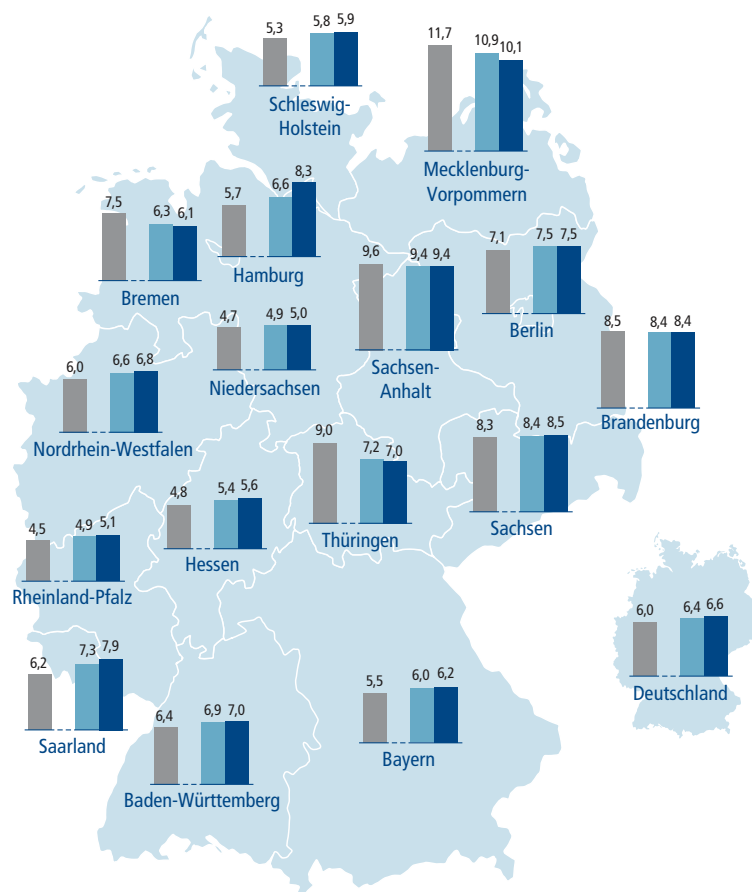 5,3 5,8 5,9
Schleswig-
Holstein
11,7 10,9 10,1
Mecklenburg-
Vorpommern
7,5 6,3 6,1
Bremen
5,7 6,6 8,3
Hamburg
9,6 9,4 9,4
Sachsen-
Anhalt
7,1 7,5 7,5
Berlin
4,7 4,9 5,0
Niedersachsen
8,5 8,4 8,4
Brandenburg
6,0 6,6 6,8
Nordrhein-Westfalen
9,0 7,2 7,0
Thüringen
8,3 8,4 8,5
Sachsen
4,8 5,4 5,6
Hessen
4,5 4,9 5,1
Rheinland-Pfalz
6,0 6,4 6,6
Deutschland
6,2 7,3 7,9
Saarland
6,4 6,9 7,0
Baden-Württemberg
5,5 6,0 6,2
Bayern